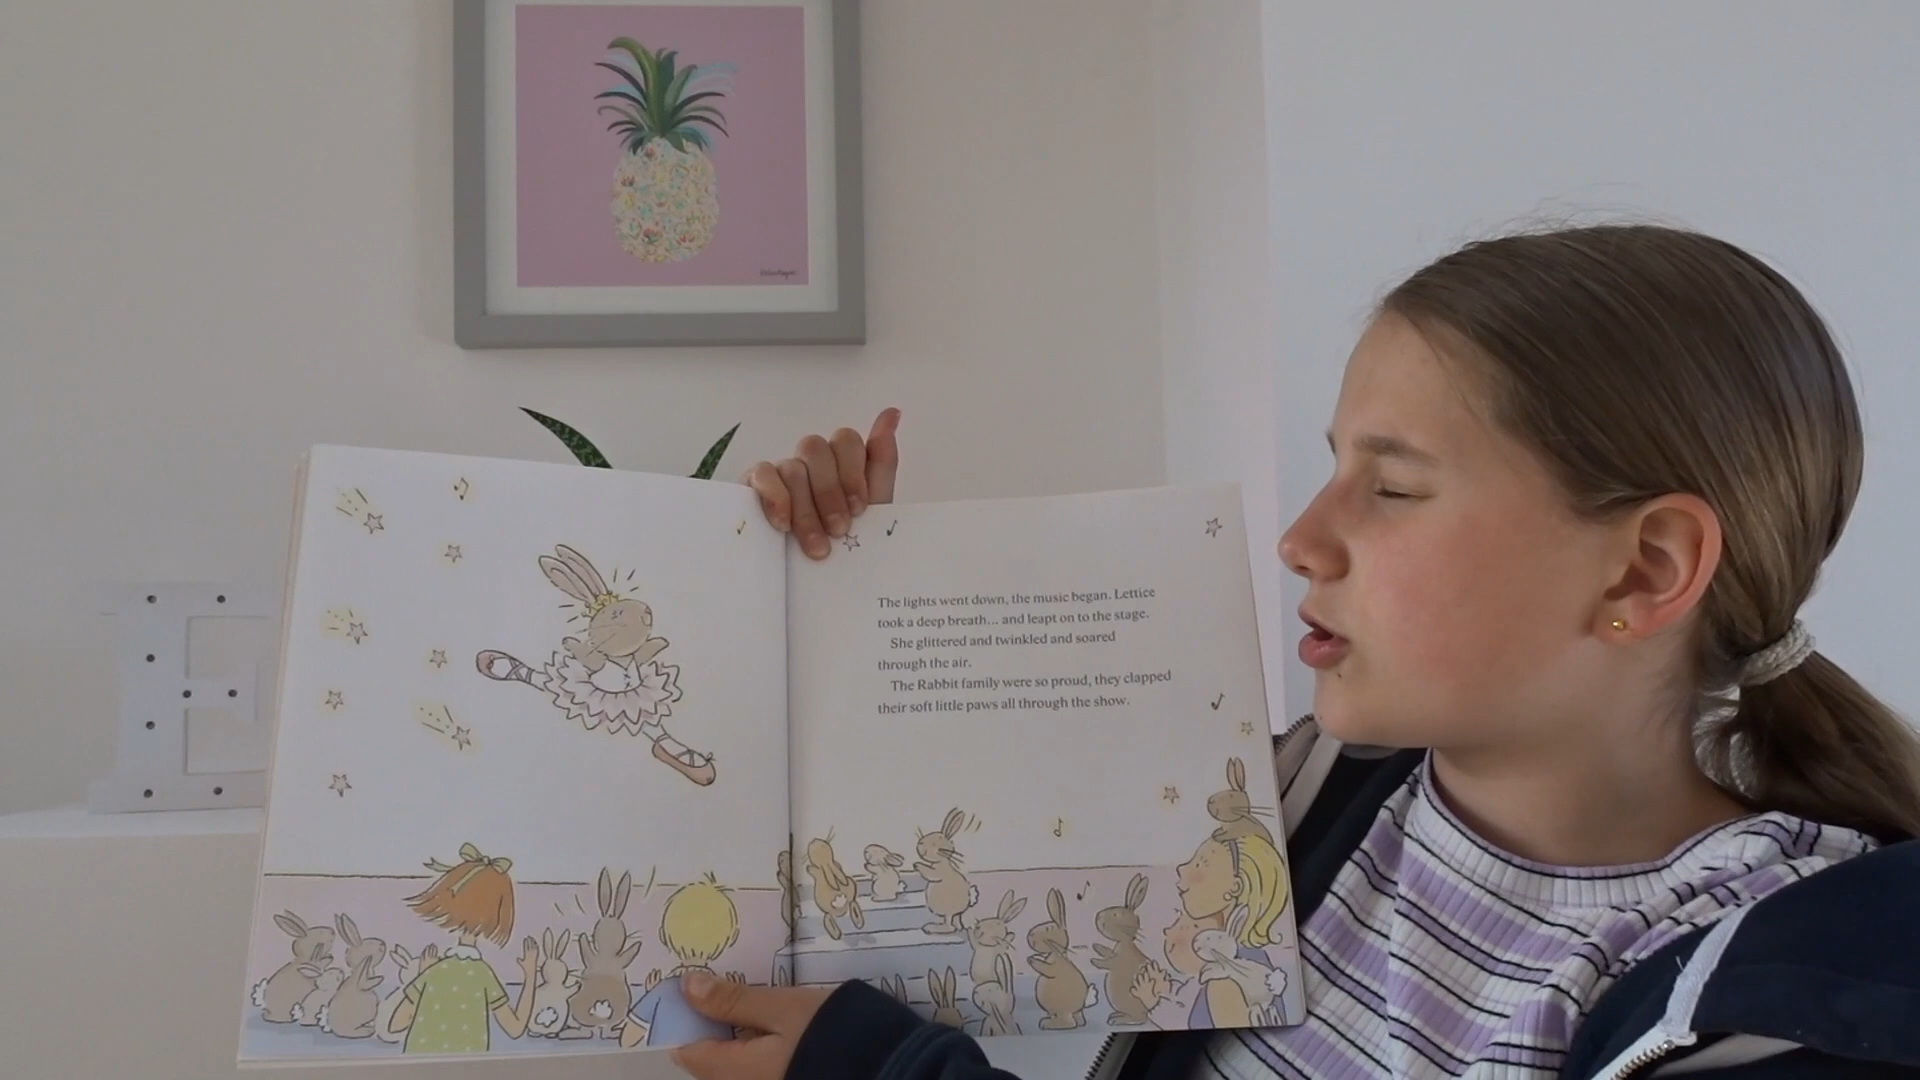 E
The lights went down, the music began. Lettice
took a deep breath... and leapt on to the stage.
She glittered and twinkled and soared
through the air.
The Rabbit family were so proud, they clapped
their soft little paws all through the show.